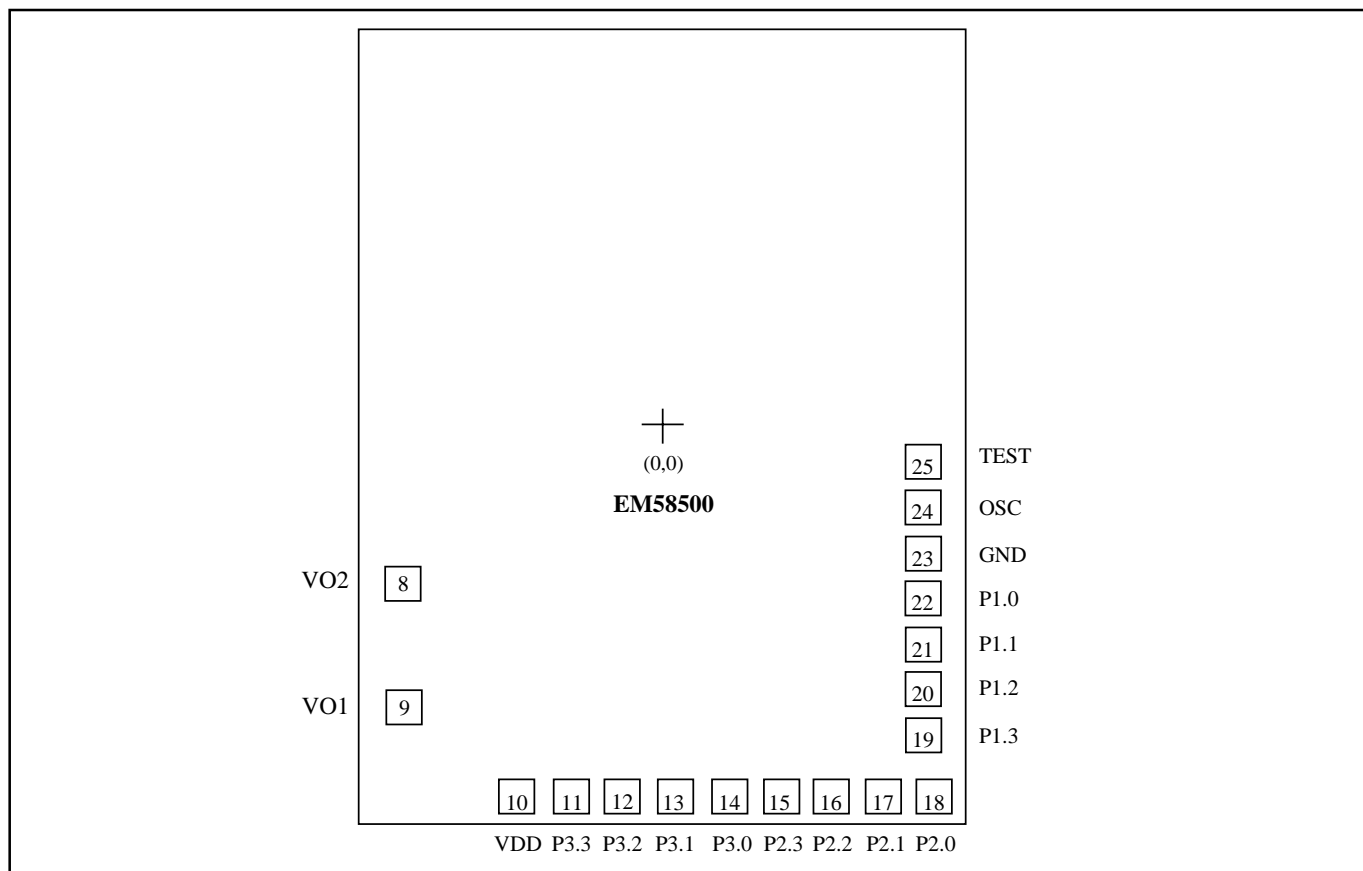 (0,0)
EM58500
25 TEST
24 OSC
23 GND
VO2 8
22 P1.0
21 P1.1
20 P1.2
VO1 9
19 P1.3
10 11 12 13 14 15 16 17 18
VDD P3.3 P3.2 P3.1 P3.0 P2.3 P2.2 P2.1 P2.0